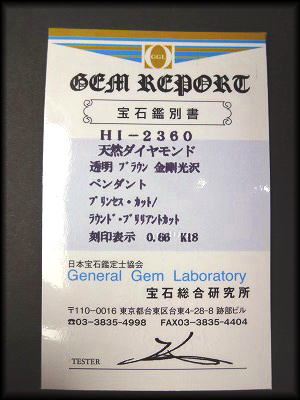 GGL
GEM REPORT
宝石鑑別書
HI-2360
天然ダイヤモンド
透明 ﾌﾞﾗｳﾝ 金剛光沢
ペンダント
ﾌﾟﾘﾝｾｽ・ｶｯﾄ/
ﾗｳﾝﾄﾞ・ﾌﾞﾘﾘｱﾝﾄｶｯﾄ
刻印表示 0.66 K18
日本宝石鑑定士協会
General Gem Laboratory
宝石総合研究所
〒110-0016 東京都台東区台東4-28-8 跡部ビル
☎03-3835-4998 FAX03-3835-4404
TESTER